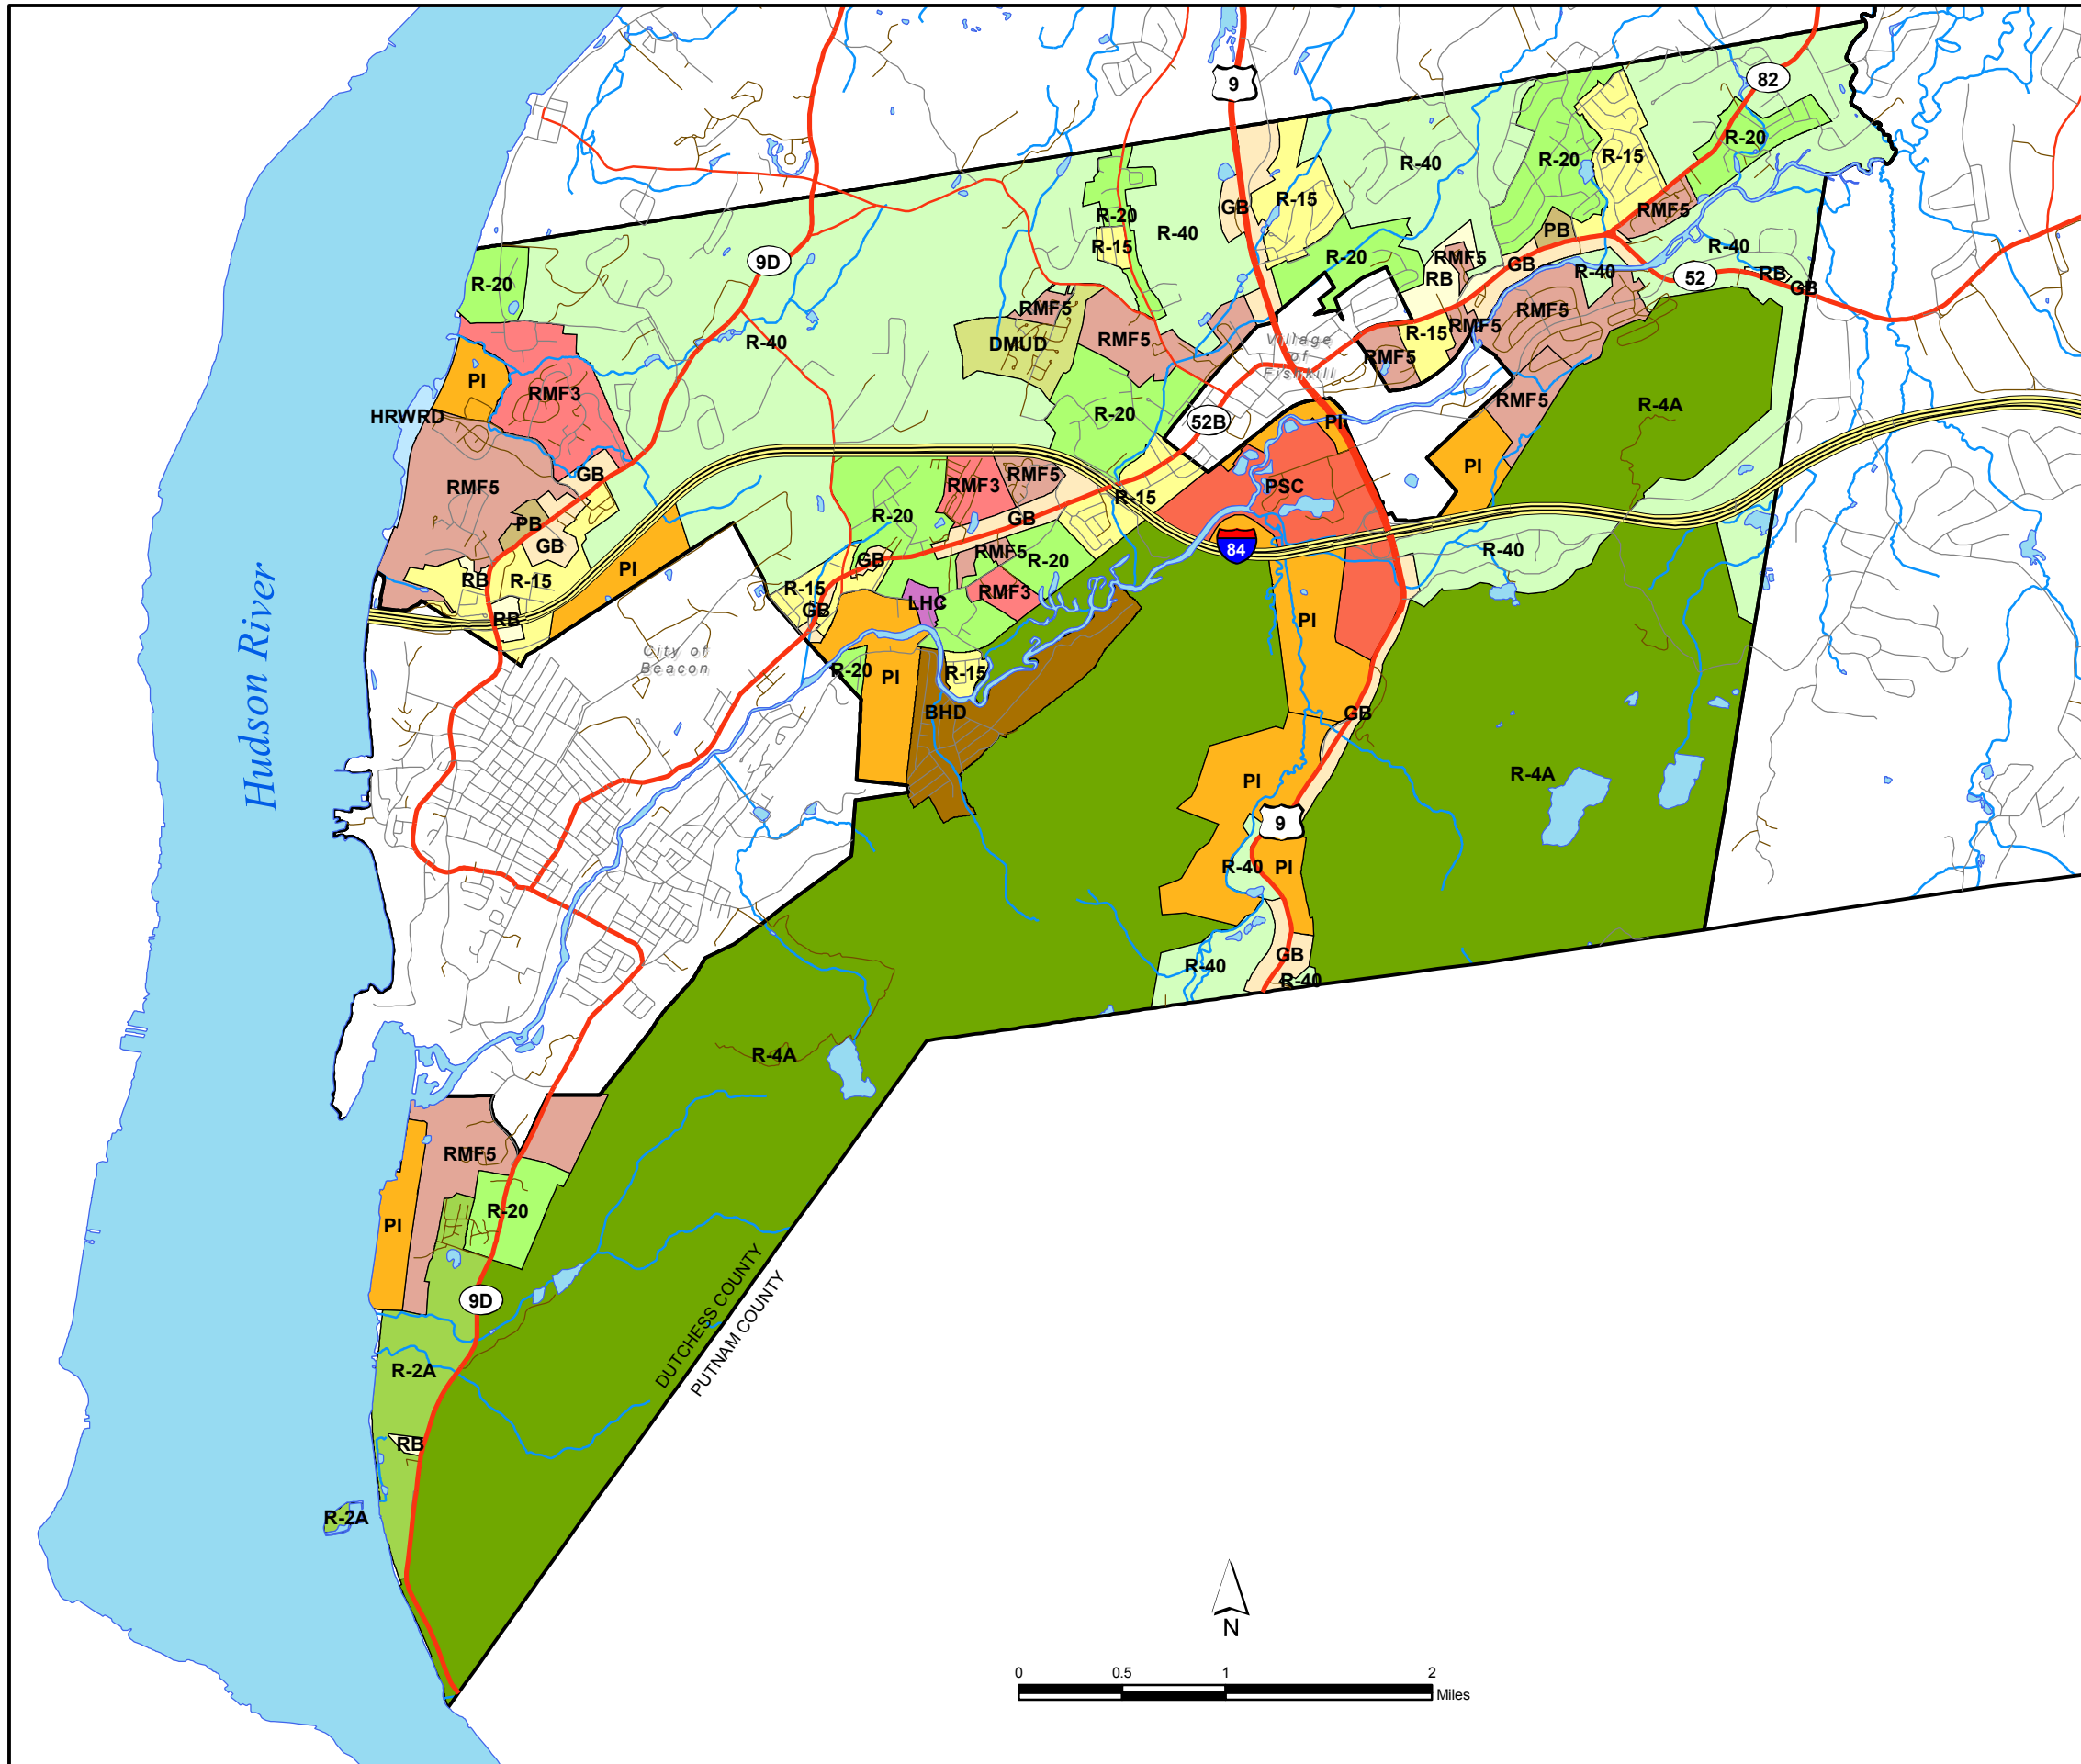 9
82
R-20
R-15
R-20
R-40
R-15
GB
RMF5
R-20
R-40
R-15
PB
R-40
9D
R-20
RMF5
GB
R-40
52
RB
GB
R-20
RB
RMF5
RMF5
RMF5
R-15
RMF5
R-40
DMUD
RMF5
Village
of
Fishkill
RMF5
PI
RMF3
RMF5
R-4A
HRWRD
R-20
52B
PI
GB
PI
RMF5
RMF3
RMF5
PSC
R-15
PB
R-20
GB
GB
84
R-40
RMF5
R-20
GB
PI
RB
R-15
R-15
LHC
RMF3
GB
RB
PI
Hudson River
City of
Beacon
R-20
PI
R-15
BHD
GB
PI
R-4A
9
R-40
PI
GB
R-40
R-40
R-4A
RMF5
R-20
PI
9D
DUTCHESS COUNTY
PUTNAM COUNTY
R-2A
RB
R-2A
N
0 0.5 1 2
Miles